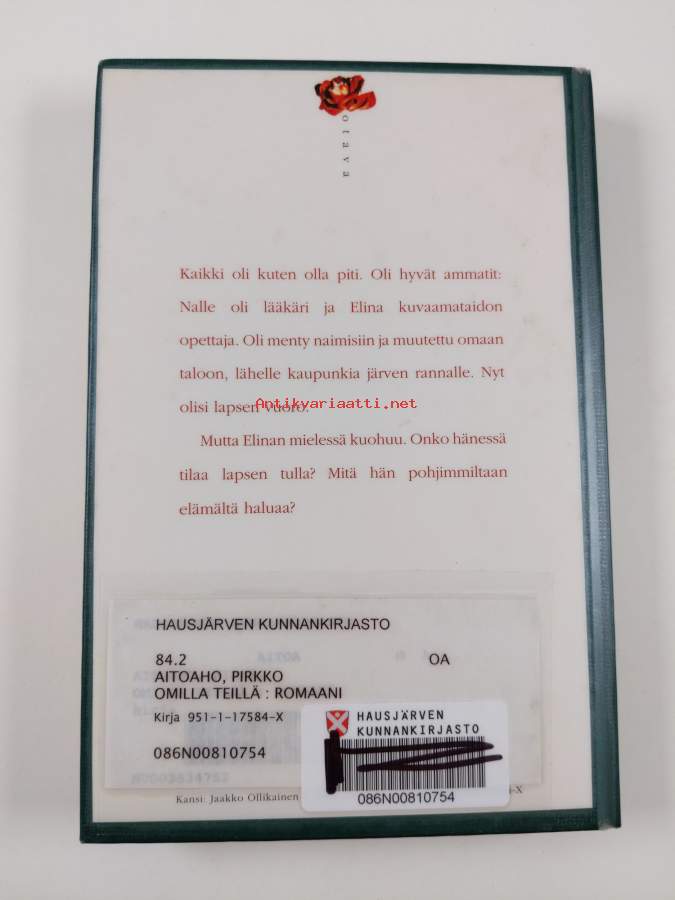 otava
Kaikki oli kuten olla piti. Oli hyvät ammatit:
Nalle oli lääkäri ja Elina kuvaamataidon
opettaja. Oli menty naimisiin ja muutettu omaan
taloon, lähelle kaupunkia järven rannalle. Nyt
olisi lapsen vuoro.
Antikvariaatti.net
Mutta Elinan mielessä kuohuu. Onko hänessä
tilaa lapsen tulla? Mitä hän pohjimmiltaan
elämältä haluaa?
HAUSJÄRVEN KUNNANKIRJASTO
84.2 OA
AITOAHO, PIRKKO
OMILLA TEILLÄ : ROMAANI
Kirja 951-1-17584-X
086N00810754
HAUSJÄRVEN
KUNNANKIRJASTO
086N00810754
Kansi: Jaakko Ollikainen
-X